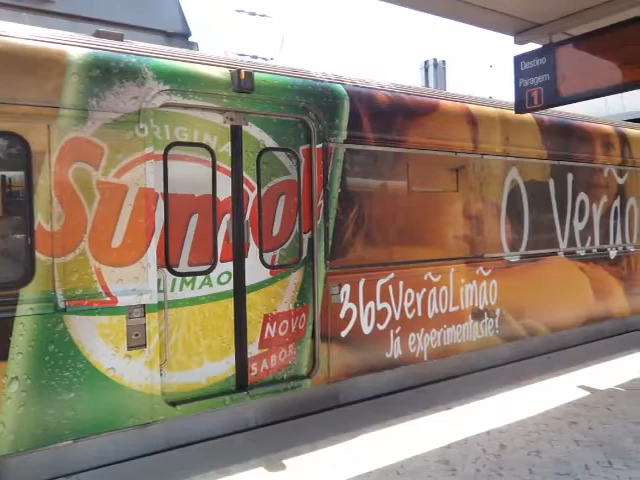 Destino
Paragem
1
ORIGINAL
Sumol
LIMÃO
NOVO
SABOR
O Verão
365VerãoLimão
Já experimentaste?